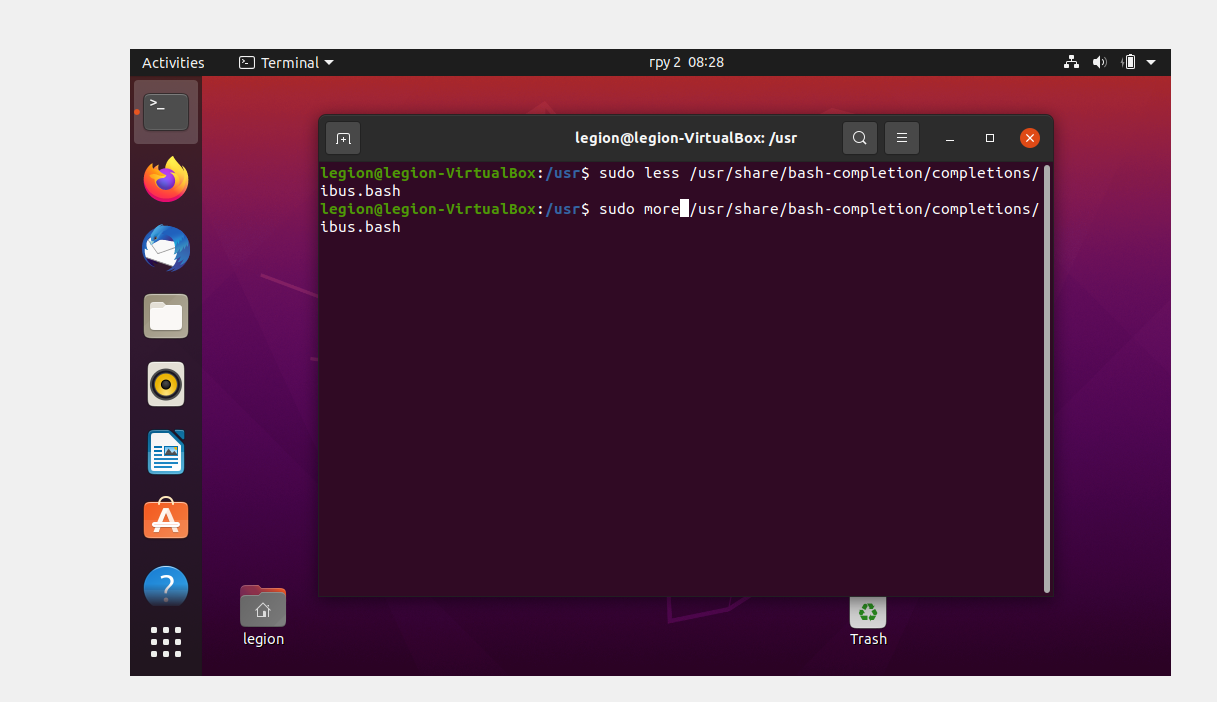 Activities
Terminal
гру 2 08:28
legion@legion-VirtualBox: /usr
legion@legion-VirtualBox:/usr$ sudo less /usr/share/bash-completion/completions/
ibus.bash
legion@legion-VirtualBox:/usr$ sudo more /usr/share/bash-completion/completions/
ibus.bash
legion
Trash